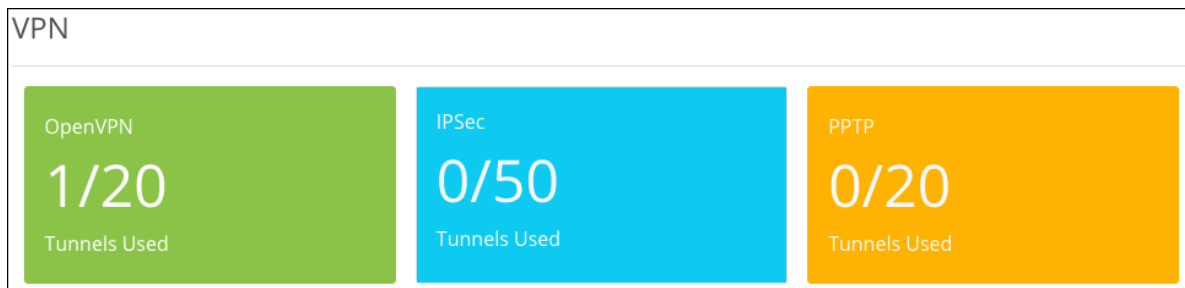 VPN
OpenVPN
1/20
Tunnels Used
IPSec
0/50
Tunnels Used
PPTP
0/20
Tunnels Used